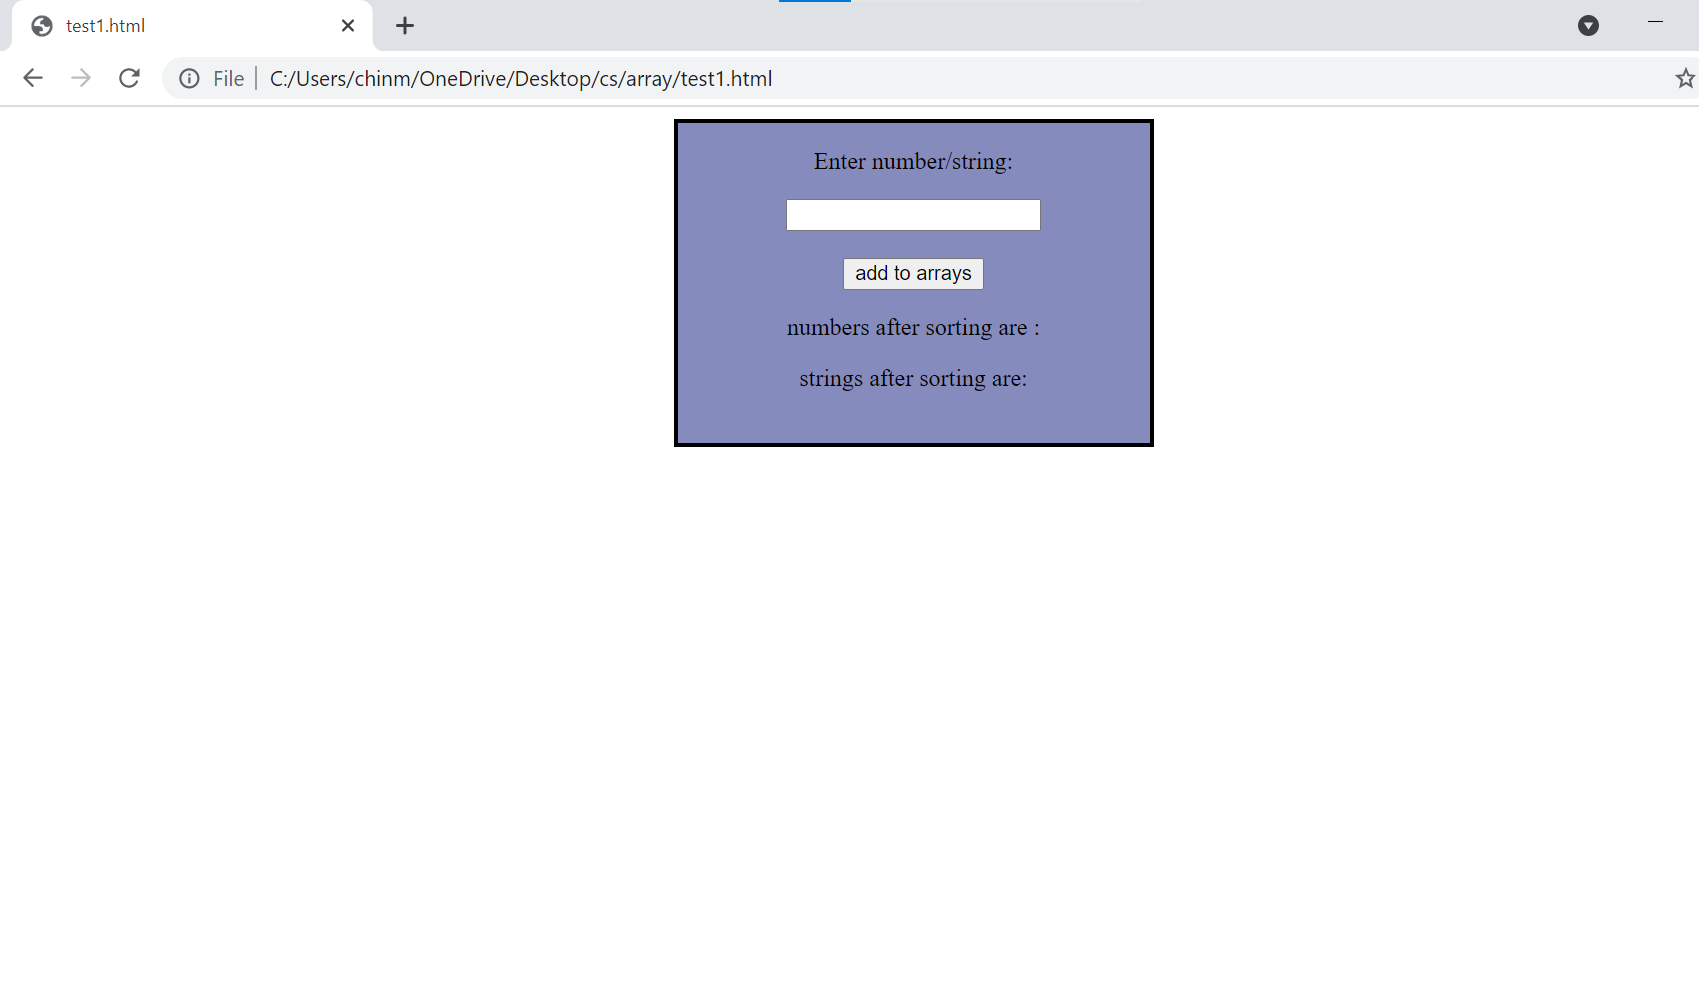 test1.html
File C:/Users/chinm/OneDrive/Desktop/cs/array/test1.html
Enter number/string:
add to arrays
numbers after sorting are :
strings after sorting are: